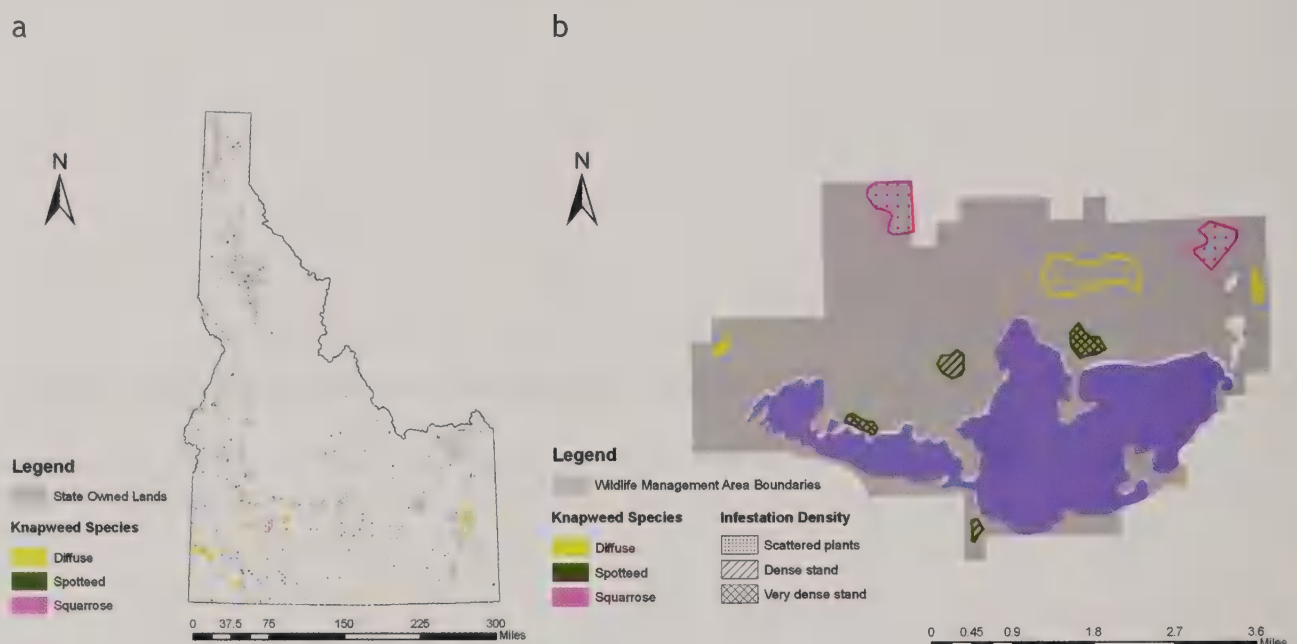 a
N
Legend
State Owned Lands
Knapweed Species
Diffuse
Spotteed
Squarrose
0 37.5 75 150 225 300
Miles
b
N
Legend
Wildlife Management Area Boundaries
Knapweed Species
Diffuse
Spotteed
Squarrose
Infestation Density
Scattered plants
Dense stand
Very dense stand
0 0.45 0.9 1.8 2.7 3.6
Miles